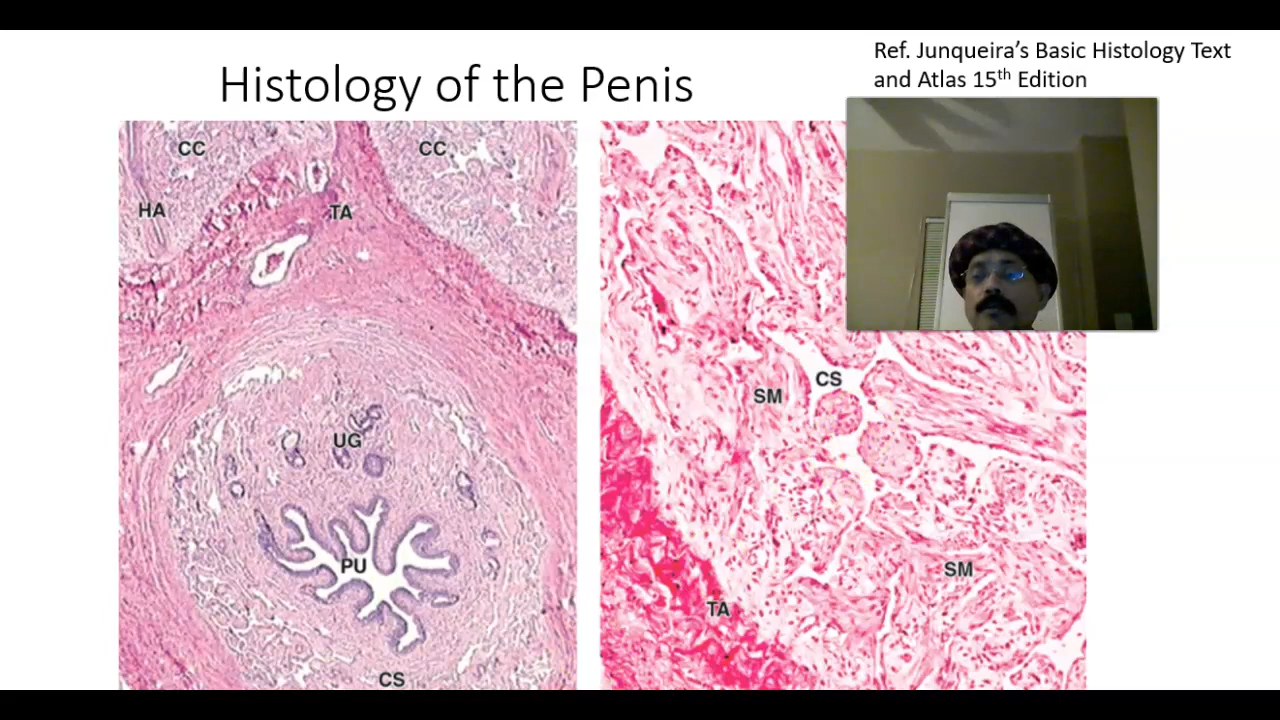 Ref. Junqueira’s Basic Histology Text
and Atlas 15th Edition
Histology of the Penis
CC
CC
HA
TA
UG
PU
CS
CS
SM
SM
TA